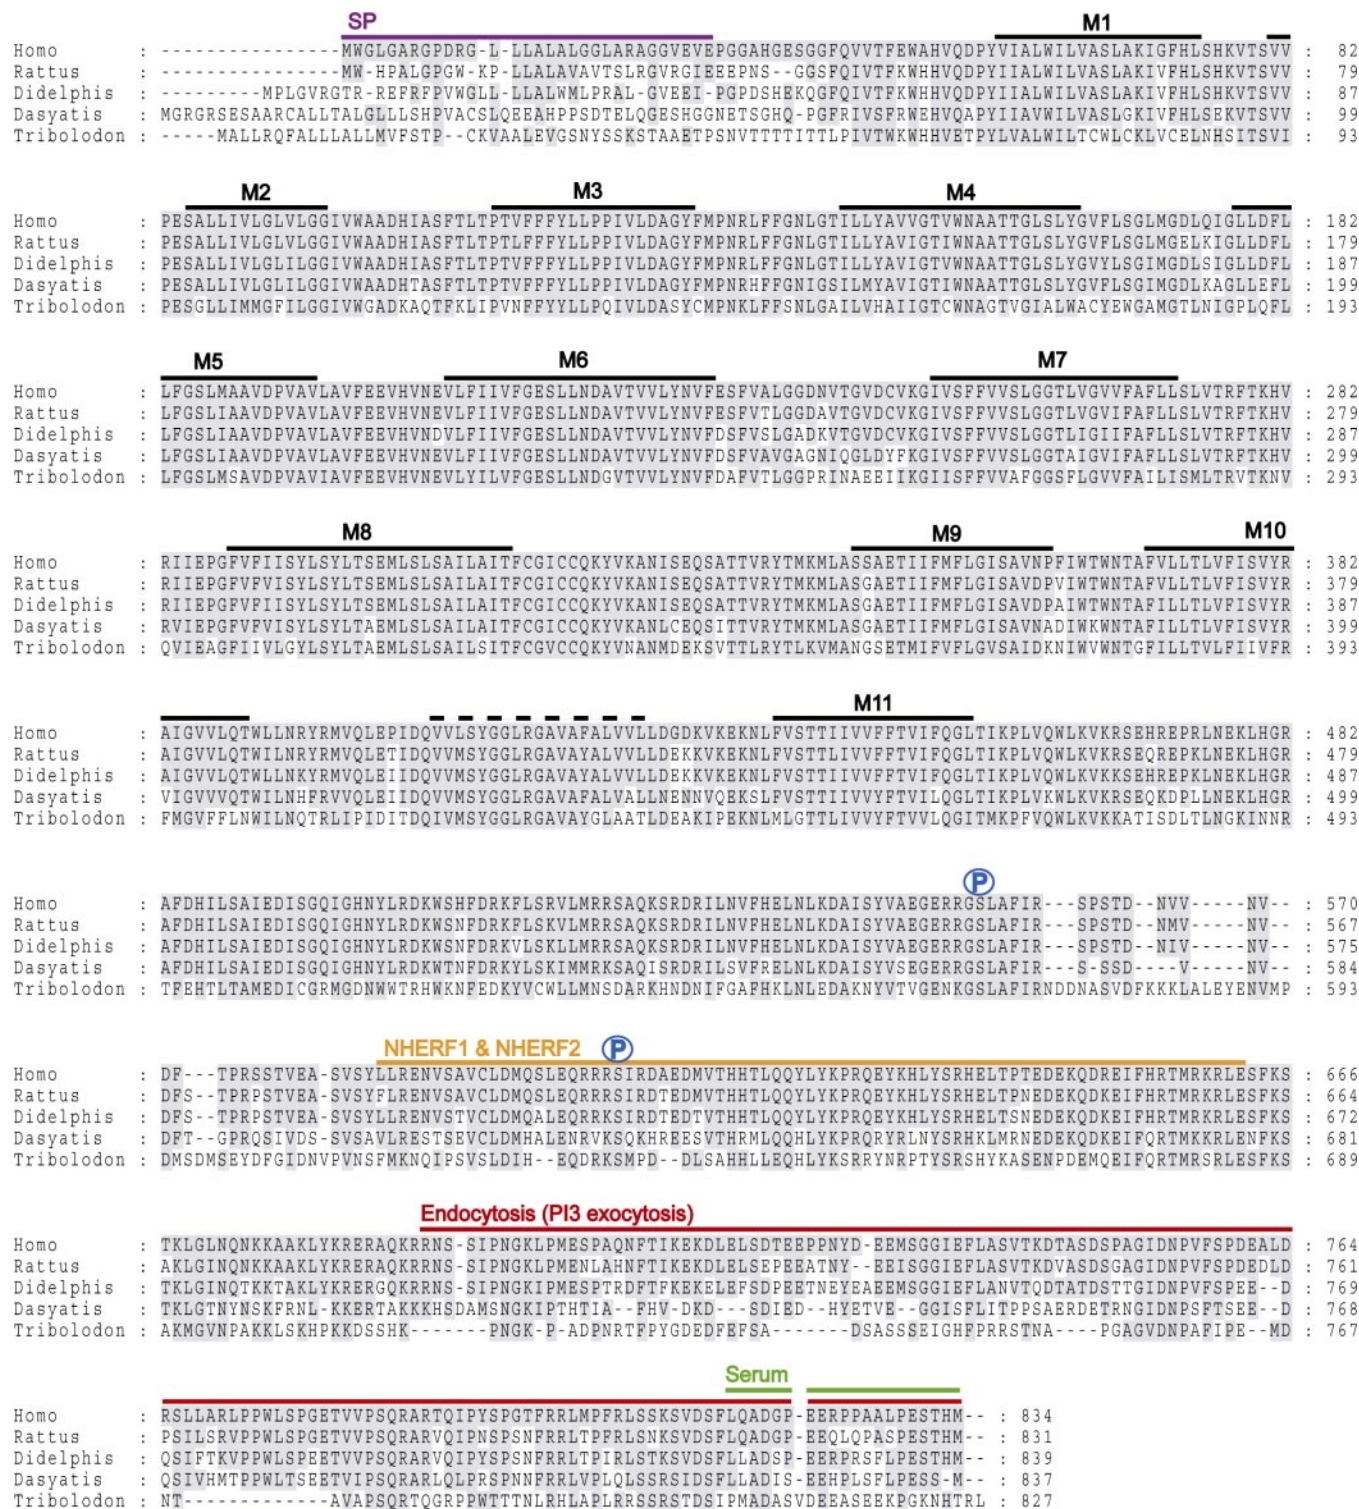 SP M1
Homo : ----------------MWGLGARGPDRG-L-LLALALGGLARAGGVEVEPGGAHGESGGFQVVTFEWAHVQDPYVIALWILVASLAKIGFHLSHKVTSVV : 82
Rattus : ----------------MW-HPALGPGW-KP-LLALAVAVTSLRGVRGIEEEPNS--GGSFQIVTFKWHHVQDPYIIALWILVASLAKIVFHLSHKVTSVV : 79
Didelphis : ---------MPLGVRGTR-REFRFPVWGLL-LLALWMLPRAL-GVEEI-PGPDSHEKQGFQIVTFKWHHVQDPYIIALWILVASLAKIVFHLSHKVTSVV : 87
Dasyatis : MGRGRSESAARCALLTALGLLLSHPVACSLQEEAHPPSDTELQGESHGGNETSGHQ-PGFRIVSFRWEHVQAPYIIAVWILVASLGKIVFHLSEKVTSVV : 99
Tribolodon : -----MALLRQFALLLALLMVFSTP--CKVAALEVGSNYSSKSTAAETPSNVTTTITTTLPIVTWKWHHVETPYLVALWILTCWLCKLVCELNHSITSVI : 93
M2 M3 M4
Homo : PESALLIVLGLVLGGIVWAADHIASFTLTPTVFFFYLLPPIVLDAGYFMPNRLFFGNLGTILLYAVVGTVWNAATTGLSLYGVFLSGLMGDLQIGLLDFL : 182
Rattus : PESALLIVLGLVLGGIVWAADHIASFTLTPTLFFFYLLPPIVLDAGYFMPNRLFFGNLGTILLYAVIGTIWNAATTGLSLYGVFLSGLMGELKIGLLDFL : 179
Didelphis : PESALLIVLGLILGGIVWAADHIASFTLTPTVFFFYLLPPIVLDAGYFMPNRLFFGNLGTILLYAVIGTVWNAATTGLSLYGVYLSGIMGDLSIGLLDFL : 187
Dasyatis : PESALLIVLGLILGGIVWAADHTASFTLTPTVFFFYLLPPIVLDAGYFMPNRHFFGNIGSILMYAVIGTIWNAATTGLSLYGVFLSGIMGDLKAGLLEFL : 199
Tribolodon : PESGLLIMMGFILGGIVWGADKAQTFKLIPVNFFYYLLPQIVLDASYCMPNKLFFSNLGAILVHAIIGTCWNAGTVGIALWACYEWGAMGTLNIGPLQFL : 193
M5 M6 M7
Homo : LFGSLMAAVDPVAVLAVFEEVHVNEVLFIIVFGESLLNDAVTVVLYNVFESFVALGGDNVTGVDCVKGIVSFFVVSLGGTLVGVVFAFLLSLVTRFTKHV : 282
Rattus : LFGSLIAAVDPVAVLAVFEEVHVNEVLFIIVFGESLLNDAVTVVLYNVFESFVTLGGDAVTGVDCVKGIVSFFVVSLGGTLVGVIFAFLLSLVTRFTKHV : 279
Didelphis : LFGSLIAAVDPVAVLAVFEEVHVNDVLFIIVFGESLLNDAVTVVLYNVFDSFVSLGADKVTGVDCVKGIVSFFVVSLGGTLIGIIFAFLLSLVTRFTKHV : 287
Dasyatis : LFGSLIAAVDPVAVLAVFEEVHVNEVLFIIVFGESLLNDAVTVVLYNVFDSFVAVGAGNIQGLDYFKGIVSFFVVSLGGTAIGVIFAFLLSLVTRFTKHV : 299
Tribolodon : LFGSLMSAVDPVAVIAVFEEVHVNEVLYILVFGESLLNDGVTVVLYNVFDAFVTLGGPRINAEEIIKGIISFFVVAFGGSFLGVVFAILISMLTRVTKNV : 293
M8 M9 M10
Homo : RIIEPGFVFIISYLSYLTSEMLSLSAILAITFCGICCQKYVKANISEQSATTVRYTMKMLASSAETIIFMFLGISAVNPFIWTWNTAFVLLTLVFISVYR : 382
Rattus : RIIEPGFVFVISYLSYLTSEMLSLSAILAITFCGICCQKYVKANISEQSATTVRYTMKMLASGAETIIFMFLGISAVDPVIWTWNTAFVLLTLVFISVYR : 379
Didelphis : RIIEPGFVFIISYLSYLTSEMLSLSAILAITFCGICCQKYVKANISEQSATTVRYTMKMLASGAETIIFMFLGISAVDPAIWTWNTAFILLTLVFISVYR : 387
Dasyatis : RVIEPGFVFVISYLSYLTAEMLSLSAILAITFCGICCQKYVKANLCEQSITTVRYTMKMLASGAETIIFMFLGISAVNADIWKWNTAFILLTLVFISVYR : 399
Tribolodon : QVIEAGFIIVLGYLSYLTAEMLSLSAILSITFCGVCCQKYVNANMDEKSVTTLRYTLKVMANGSETMIFVFLGVSAIDKNIWVWNTGFILLTVLFIIVFR : 393
M11
Homo : AIGVVLQTWLLNRYRMVQLEPIDQVVLSYGGLRGAVAFALVVLLDGDKVKEKNLFVSTTIIVVFFTVIFQGLTIKPLVQWLKVKRSEHREPRLNEKLHGR : 482
Rattus : AIGVVLQTWILNRYRMVQLETIDQVVMSYGGLRGAVAYALVVLLDEKKVKEKNLFVSTTIIVVFFTVIFQGLTIKPLVQWLKVKRSEQREPKLNEKLHGR : 479
Didelphis : AIGVVLQTWLLNKYRMVQLEIIDQVVMSYGGLRGAVAYALVVLLDEKKVKEKNLFVSTTIIVVFFTVIFQGLTIKPLVQWLKVKKSEHREPKLNEKLHGR : 487
Dasyatis : VIGVVVQTWILNHFRVVQLEIIDQVVMSYGGLRGAVAFALVALLNENNVQEKSLFVSTTIIVVYFTVILQGLTIKPLVKWLKVKRSEQKDPLLNEKLHGR : 499
Tribolodon : FMGVFFLNWILNQTRLIPIDITDQIVMSYGGLRGAVAYGLAATLDEAKIPEKNLMLGTTLIVVYFTVVLQGITMKPFVQWLKVKKATISDLTLNGKINNR : 493
P
Homo : AFDHILSAIEDISGQIGHNYLRDKWSHFDRKFLSRVLMRRSAQKSRDRILNVFHELNLKDAISYVAEGERRGSLAFIR---SPSTD--NVV-----NV-- : 570
Rattus : AFDHILSAIEDISGQIGHNYLRDKWSNFDRKFLSKVLMRRSAQKSRDRILNVFHELNLKDAISYVAEGERRGSLAFIR---SPSTD--NMV-----NV-- : 567
Didelphis : AFDHILSAIEDISGQIGHNYLRDKWSNFDRKVLSKLLMRRSAQKSRDRILNVFHELNLKDAISYVAEGERRGSLAFIR---SPSTD--NIV-----NV-- : 575
Dasyatis : AFDHILSAIEDISGQIGHNYLRDKWTNFDRKYLSKIMMRKSAQISRDRILSVFRELNLKDAISYVSEGERRGSLAFIR---S-SSD----V-----NV-- : 584
Tribolodon : TFEHTLTAMEDICGRMGDNWWTRHWKNFEDKYVCWLLMNSDARKHNDNIFGAFHKLNLEDAKNYVTVGENKGSLAFIRNDDNASVDFKKKLALEYENVMP : 593
NHERF1 & NHERF2 P
Homo : DF---TPRSSTVEA-SVSYLLRENVSAVCLDMQSLEQRRRSIRDAEDMVTHHTLQQYLYKPRQEYKHLYSRHELTPTEDEKQDREIFHRTMRKRLESFKS : 666
Rattus : DFS--TPRPSTVEA-SVSYFLRENVSAVCLDMQSLEQRRRSIRDTEDMVTHHTLQQYLYKPRQEYKHLYSRHELTPNEDEKQDKEIFHRTMRKRLESFKS : 664
Didelphis : DFS--TPRPSTVEA-SVSYLLRENVSTVCLDMQALEQRRKSIRDTEDTVTHHTLQQYLYKPRQEYKHLYSRHELTSNEDEKQDKEIFHRTMRKRLESFKS : 672
Dasyatis : DFT--GPRQSIVDS-SVSAVLRESTSEVCLDMHALENRVKSQKHREESVTHRMLQQHLYKPRQRYRLNYSRHKLMRNEDEKQDKEIFQRTMKKRLENFKS : 681
Tribolodon : DMSDMSEYDFGIDNVPVNSFMKNQIPSVSLDIH--EQDRKSMPD--DLSAHHLLEQHLYKSRRYNRPTYSRSHYKASENPDEMQEIFQRTMRSRLESFKS : 689
Endocytosis (PI3 exocytosis)
Homo : TKLGLNQNKKAAKLYKRERAQKRRNS-SIPNGKLPMESPAQNFTIKEKDLELSDTEEPPNYD-EEMSGGIEFLASVTKDTASDSPAGIDNPVFSPDEALD : 764
Rattus : AKLGINQNKKAAKLYKRERAQKRRNS-SIPNGKLPMENLAHNFTIKEKDLELSEPEEATNY--EEISGGIEFLASVTKDVASDSGAGIDNPVFSPDEDLD : 761
Didelphis : TKLGINQTKKTAKLYKRERGQKRRNS-SIPNGKIPMESPTRDFTFKEKELEFSDPEETNEYEAEEMSGGIEFLANVTQDTATDSTTGIDNPVFSPEE--D : 769
Dasyatis : TKLGTNYNSKFRNL-KKERTAKKKHSDAMSNGKIPTHTIA--FHV-DKD---SDIED--HYETVE--GGISFLITPPSAERDETRNGIDNPSFTSEE--D : 768
Tribolodon : AKMGVNPAKKLSKHPKKDSSHK-------PNGK-P-ADPNRTFPYGDEDFEFSA-------DSASSSEIGHFPRRSTNA----PGAGVDNPAFIPE--MD : 767
Serum
Homo : RSLLARLPPWLSPGETVVPSQRARTQIPYSPGTFRRLMPFRLSSKSVDSFLQADGP-EERPPAALPESTHM-- : 834
Rattus : PSILSRVPPWLSPGETVVPSQRARVQIPNSPSNFRRLTPFRLSNKSVDSFLQADGP-EEQLQPASPESTHM-- : 831
Didelphis : QSIFTKVPPWLSPEETVVPSQRARVQIPYSPSNFRRLTPIRLSTKSVDSFLLADSP-EERPRSFLPESTHM-- : 839
Dasyatis : QSIVHMTPPWLTSEETVIPSQRARLQLPRSPNNFRRLVPLQLSSRSIDSFLLADIS-EEHPLSFLPESS-M-- : 837
Tribolodon : NT-------------AVAPSQRTQGRPPWTTTNLRHLAPLRRSSRSTDSIPMADASVDEEASEEKPGKNHTRL : 827